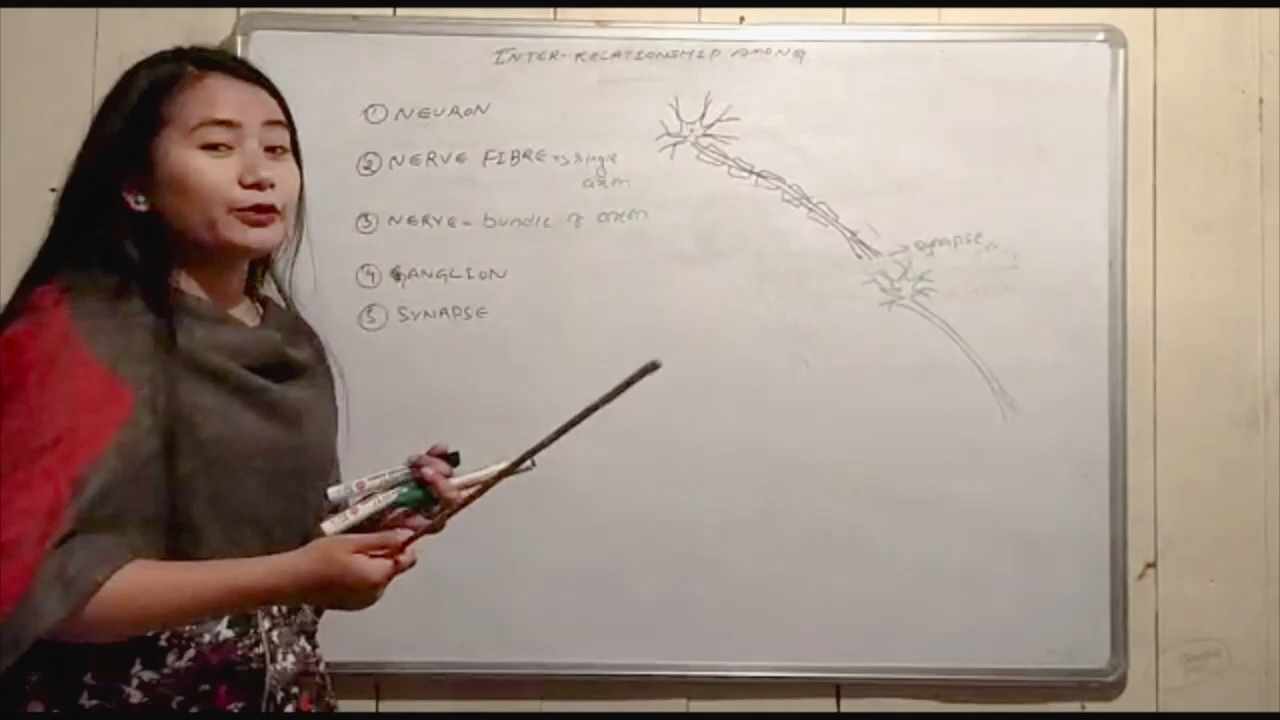 INTER-RELATIONSHIP AMONG
① NEURON
② NERVE FIBRE → single
axon
③ NERVE - bundle of axon
④ GANGLION
⑤ SYNAPSE
→ synapse